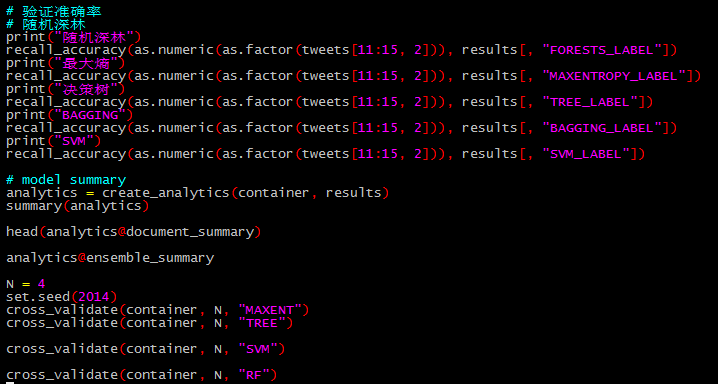 # 验证准确率
# 随机深林
print("随机深林")
recall_accuracy(as.numeric(as.factor(tweets[11:15, 2])), results[, "FORESTS_LABEL"])
print("最大熵")
recall_accuracy(as.numeric(as.factor(tweets[11:15, 2])), results[, "MAXENTROPY_LABEL"])
print("决策树")
recall_accuracy(as.numeric(as.factor(tweets[11:15, 2])), results[, "TREE_LABEL"])
print("BAGGING")
recall_accuracy(as.numeric(as.factor(tweets[11:15, 2])), results[, "BAGGING_LABEL"])
print("SVM")
recall_accuracy(as.numeric(as.factor(tweets[11:15, 2])), results[, "SVM_LABEL"])
# model summary
analytics = create_analytics(container, results)
summary(analytics)
head(analytics@document_summary)
analytics@ensemble_summary
N = 4
set.seed(2014)
cross_validate(container, N, "MAXENT")
cross_validate(container, N, "TREE")
cross_validate(container, N, "SVM")
cross_validate(container, N, "RF")